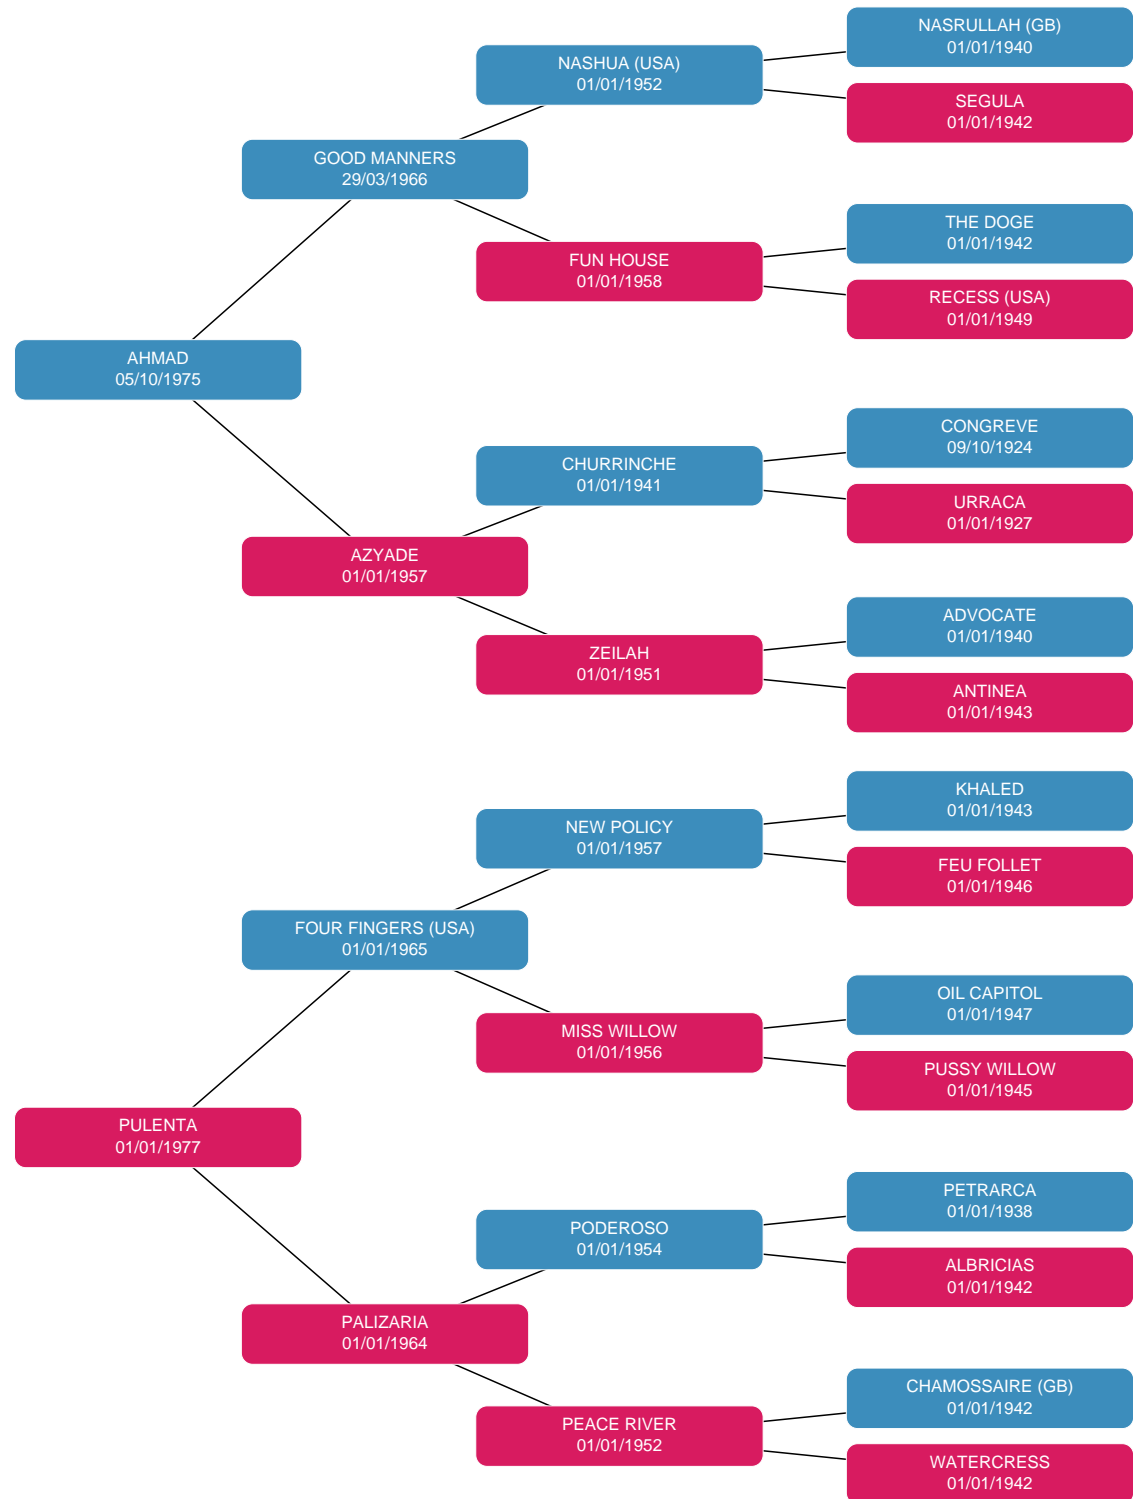 NASRULLAH (GB)
01/01/1940
NASHUA (USA)
01/01/1952
SEGULA
01/01/1942
GOOD MANNERS
29/03/1966
THE DOGE
01/01/1942
FUN HOUSE
01/01/1958
RECESS (USA)
01/01/1949
AHMAD
05/10/1975
CONGREVE
09/10/1924
CHURRINCHE
01/01/1941
URRACA
01/01/1927
AZYADE
01/01/1957
ADVOCATE
01/01/1940
ZEILAH
01/01/1951
ANTINEA
01/01/1943
KHALED
01/01/1943
NEW POLICY
01/01/1957
FEU FOLLET
01/01/1946
FOUR FINGERS (USA)
01/01/1965
OIL CAPITOL
01/01/1947
MISS WILLOW
01/01/1956
PUSSY WILLOW
01/01/1945
PULENTA
01/01/1977
PETRARCA
01/01/1938
PODEROSO
01/01/1954
ALBRICIAS
01/01/1942
PALIZARIA
01/01/1964
CHAMOSSAIRE (GB)
01/01/1942
PEACE RIVER
01/01/1952
WATERCRESS
01/01/1942